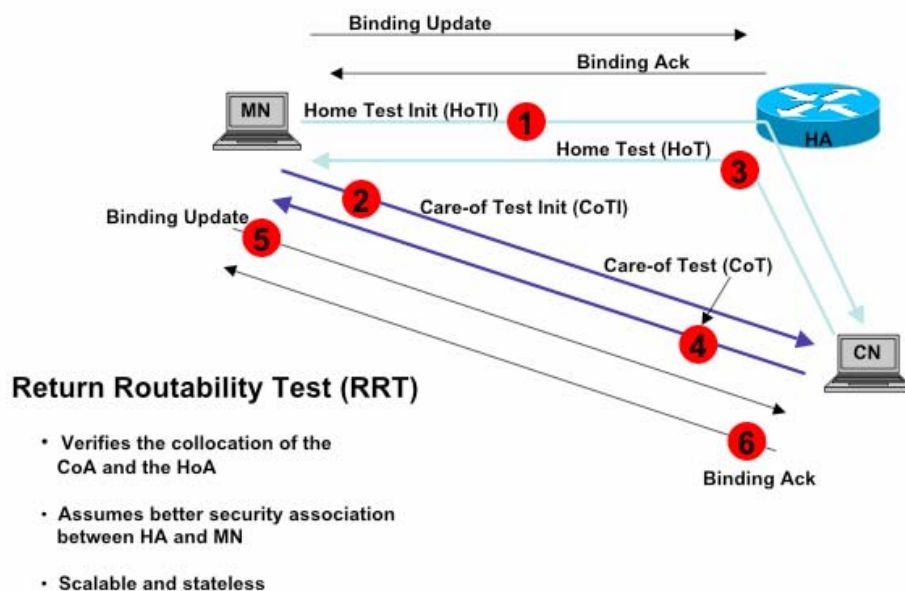 Binding Update
Binding Ack
MN
Home Test Init (HoTI)
1
HA
Home Test (HoT)
3
2
Care-of Test Init (CoTI)
Binding Update
5
Care-of Test (CoT)
4
CN
Return Routability Test (RRT)
6
Binding Ack
• Verifies the collocation of the
CoA and the HoA
• Assumes better security association
between HA and MN
• Scalable and stateless